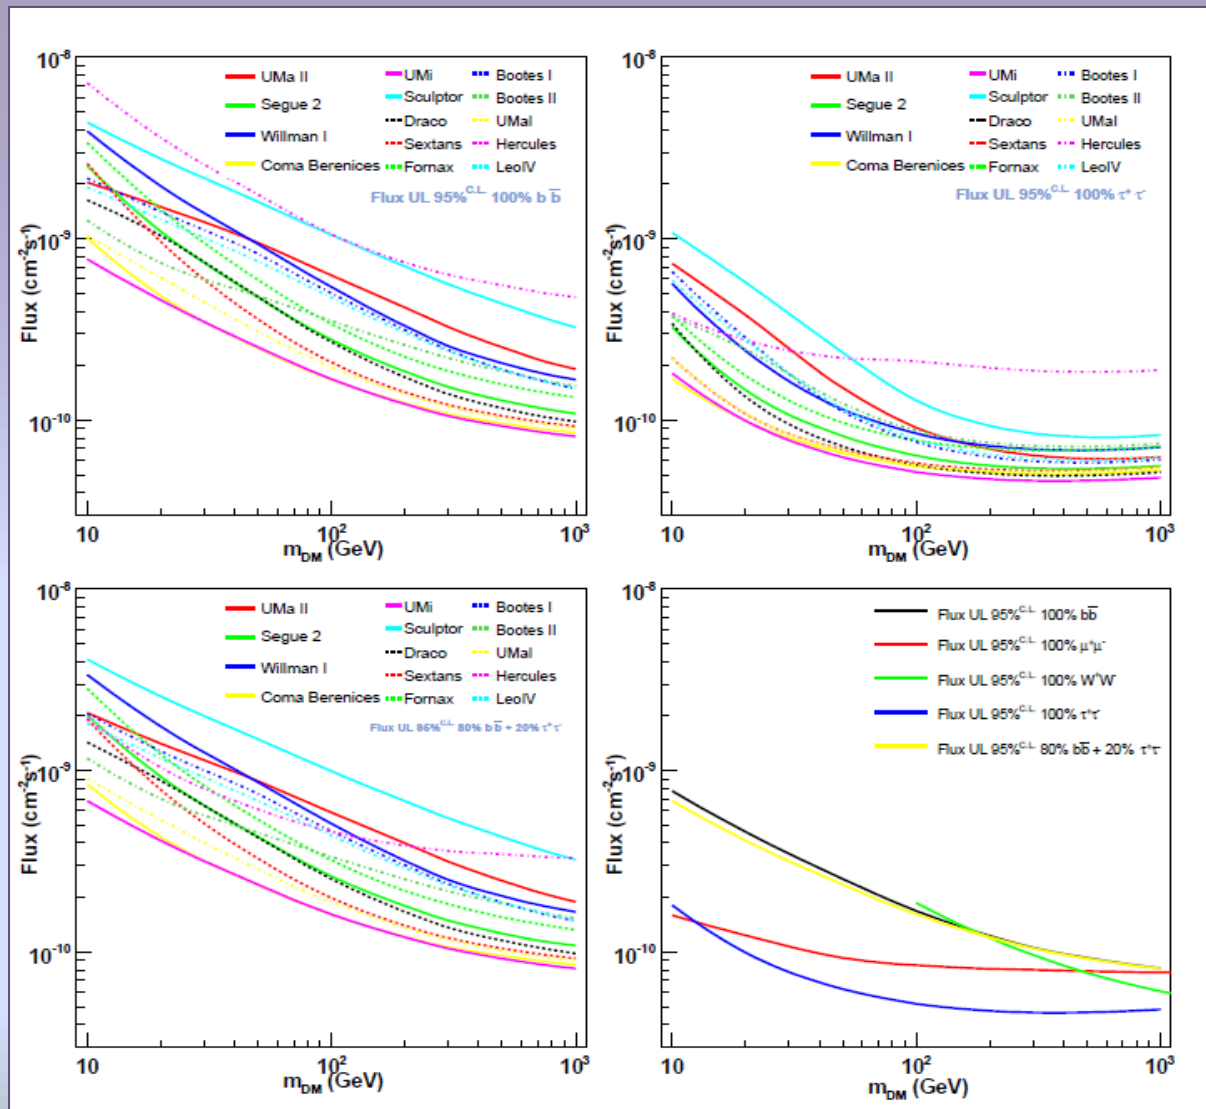 10⁻⁸
UMa II
Segue 2
Willman I
Coma Berenices
UMi
Sculptor
Draco
Sextans
Fornax
Bootes I
Bootes II
UMaI
Hercules
LeoIV
Flux UL 95%C.L. 100% b b̅
10⁻⁹
10⁻¹⁰
Flux (cm⁻²s⁻¹)
10
10²
10³
mDM (GeV)
10⁻⁸
UMa II
Segue 2
Willman I
Coma Berenices
UMi
Sculptor
Draco
Sextans
Fornax
Bootes I
Bootes II
UMaI
Hercules
LeoIV
Flux UL 95%C.L. 100% τ⁺ τ⁻
10⁻⁹
10⁻¹⁰
Flux (cm⁻²s⁻¹)
10
10²
10³
mDM (GeV)
10⁻⁸
UMa II
Segue 2
Willman I
Coma Berenices
UMi
Sculptor
Draco
Sextans
Fornax
Bootes I
Bootes II
UMaI
Hercules
LeoIV
Flux UL 95%C.L. 80% b b̅ + 20% τ⁺ τ⁻
10⁻⁹
10⁻¹⁰
Flux (cm⁻²s⁻¹)
10
10²
10³
mDM (GeV)
10⁻⁸
Flux UL 95%C.L. 100% bb̅
Flux UL 95%C.L. 100% μ⁺μ⁻
Flux UL 95%C.L. 100% W⁺W⁻
Flux UL 95%C.L. 100% τ⁺τ⁻
Flux UL 95%C.L. 80% bb̅ + 20% τ⁺τ⁻
10⁻⁹
10⁻¹⁰
Flux (cm⁻²s⁻¹)
10
10²
10³
mDM (GeV)